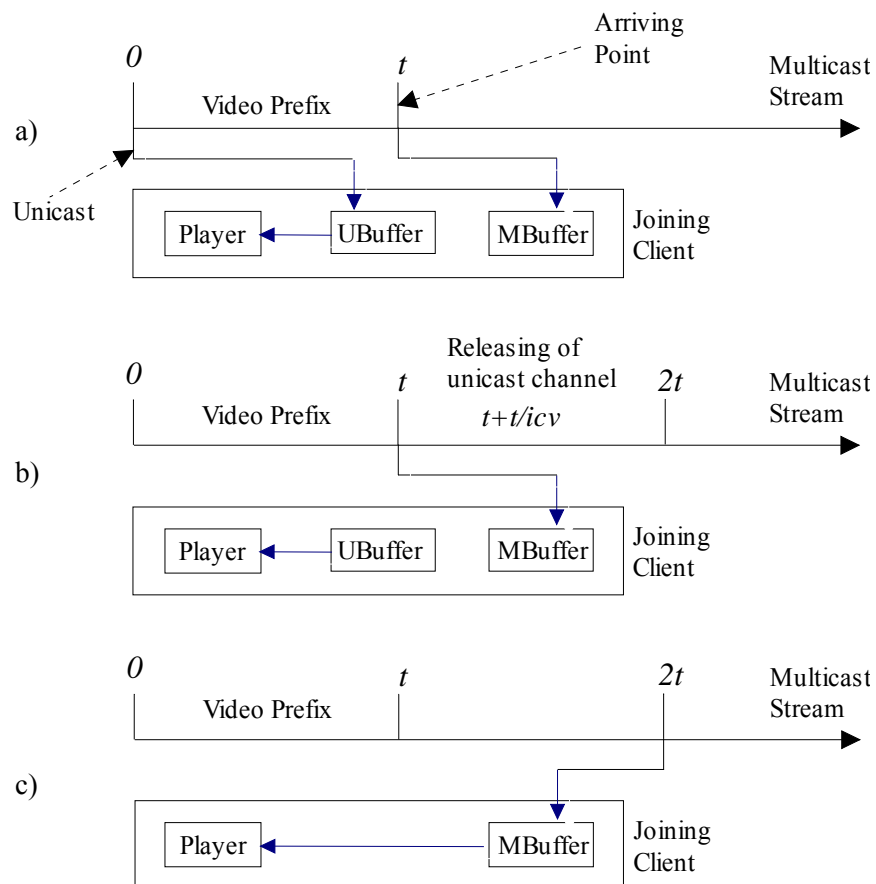 0
t
Arriving
Point
Multicast
Stream
Video Prefix
a)
Unicast
Player
UBuffer
MBuffer
Joining
Client
0
t
Releasing of
unicast channel
t+t/icv
2t
Multicast
Stream
Video Prefix
b)
Player
UBuffer
MBuffer
Joining
Client
0
t
2t
Multicast
Stream
Video Prefix
c)
Player
MBuffer
Joining
Client